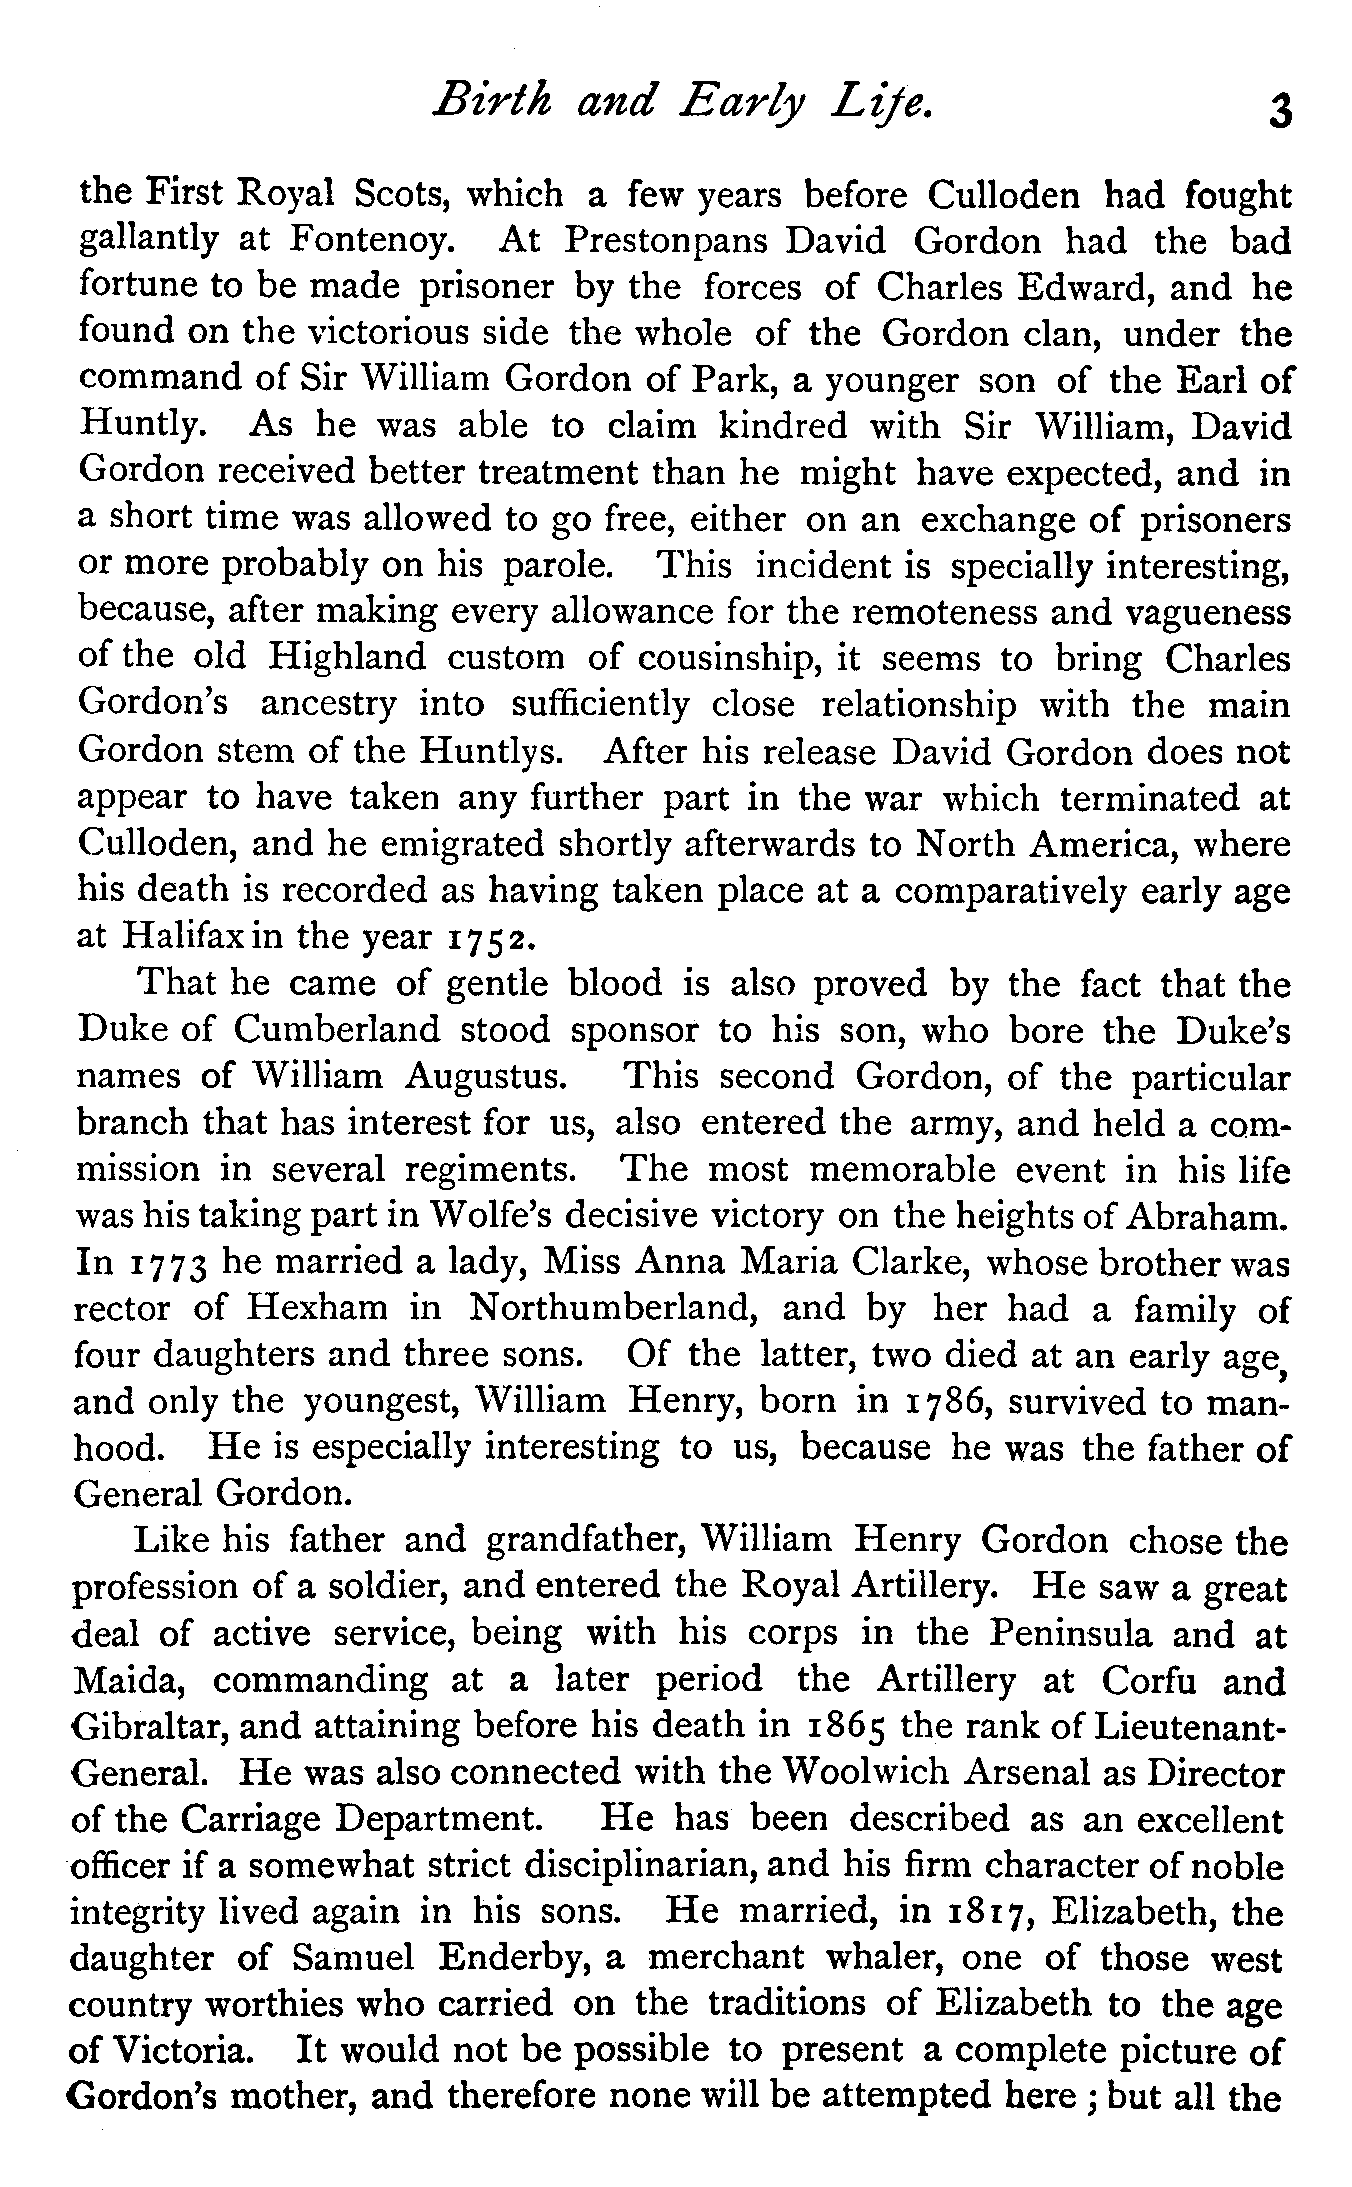 Birth and Early Life. 3
the First Royal Scots, which a few years before Culloden had fought
gallantly at Fontenoy. At Prestonpans David Gordon had the bad
fortune to be made prisoner by the forces of Charles Edward, and he
found on the victorious side the whole of the Gordon clan, under the
command of Sir William Gordon of Park, a younger son of the Earl of
Huntly. As he was able to claim kindred with Sir William, David
Gordon received better treatment than he might have expected, and in
a short time was allowed to go free, either on an exchange of prisoners
or more probably on his parole. This incident is specially interesting,
because, after making every allowance for the remoteness and vagueness
of the old Highland custom of cousinship, it seems to bring Charles
Gordon's ancestry into sufficiently close relationship with the main
Gordon stem of the Huntlys. After his release David Gordon does not
appear to have taken any further part in the war which terminated at
Culloden, and he emigrated shortly afterwards to North America, where
his death is recorded as having taken place at a comparatively early age
at Halifax in the year 1752.
That he came of gentle blood is also proved by the fact that the
Duke of Cumberland stood sponsor to his son, who bore the Duke's
names of William Augustus. This second Gordon, of the particular
branch that has interest for us, also entered the army, and held a com-
mission in several regiments. The most memorable event in his life
was his taking part in Wolfe's decisive victory on the heights of Abraham.
In 1773 he married a lady, Miss Anna Maria Clarke, whose brother was
rector of Hexham in Northumberland, and by her had a family of
four daughters and three sons. Of the latter, two died at an early age,
and only the youngest, William Henry, born in 1786, survived to man-
hood. He is especially interesting to us, because he was the father of
General Gordon.
Like his father and grandfather, William Henry Gordon chose the
profession of a soldier, and entered the Royal Artillery. He saw a great
deal of active service, being with his corps in the Peninsula and at
Maida, commanding at a later period the Artillery at Corfu and
Gibraltar, and attaining before his death in 1865 the rank of Lieutenant-
General. He was also connected with the Woolwich Arsenal as Director
of the Carriage Department. He has been described as an excellent
officer if a somewhat strict disciplinarian, and his firm character of noble
integrity lived again in his sons. He married, in 1817, Elizabeth, the
daughter of Samuel Enderby, a merchant whaler, one of those west
country worthies who carried on the traditions of Elizabeth to the age
of Victoria. It would not be possible to present a complete picture of
Gordon's mother, and therefore none will be attempted here ; but all the